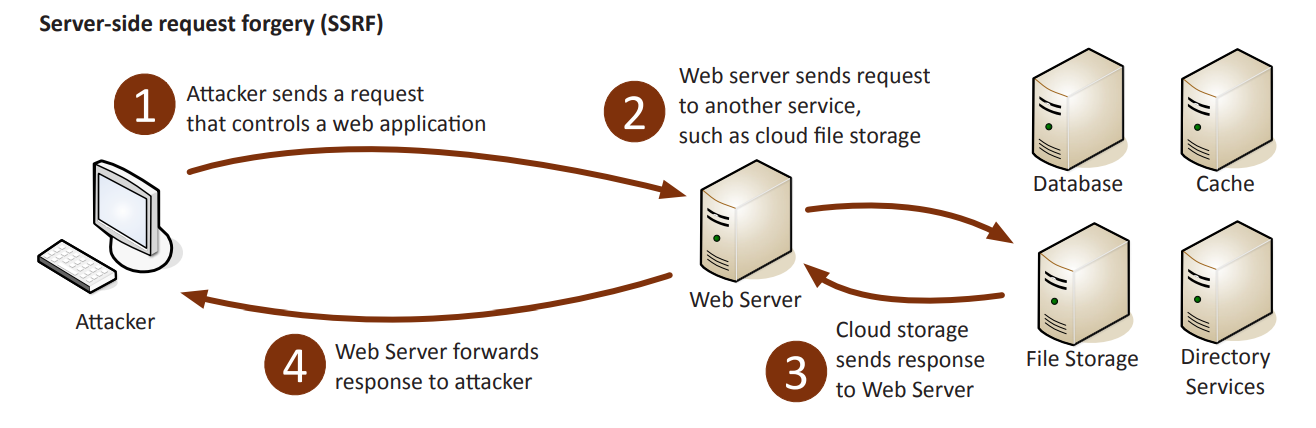 Server-side request forgery (SSRF)
1
Attacker sends a request
that controls a web application
2
Web server sends request
to another service,
such as cloud file storage
Database
Cache
Attacker
Web Server
File Storage
Directory
Services
3
Cloud storage
sends response
to Web Server
4
Web Server forwards
response to attacker